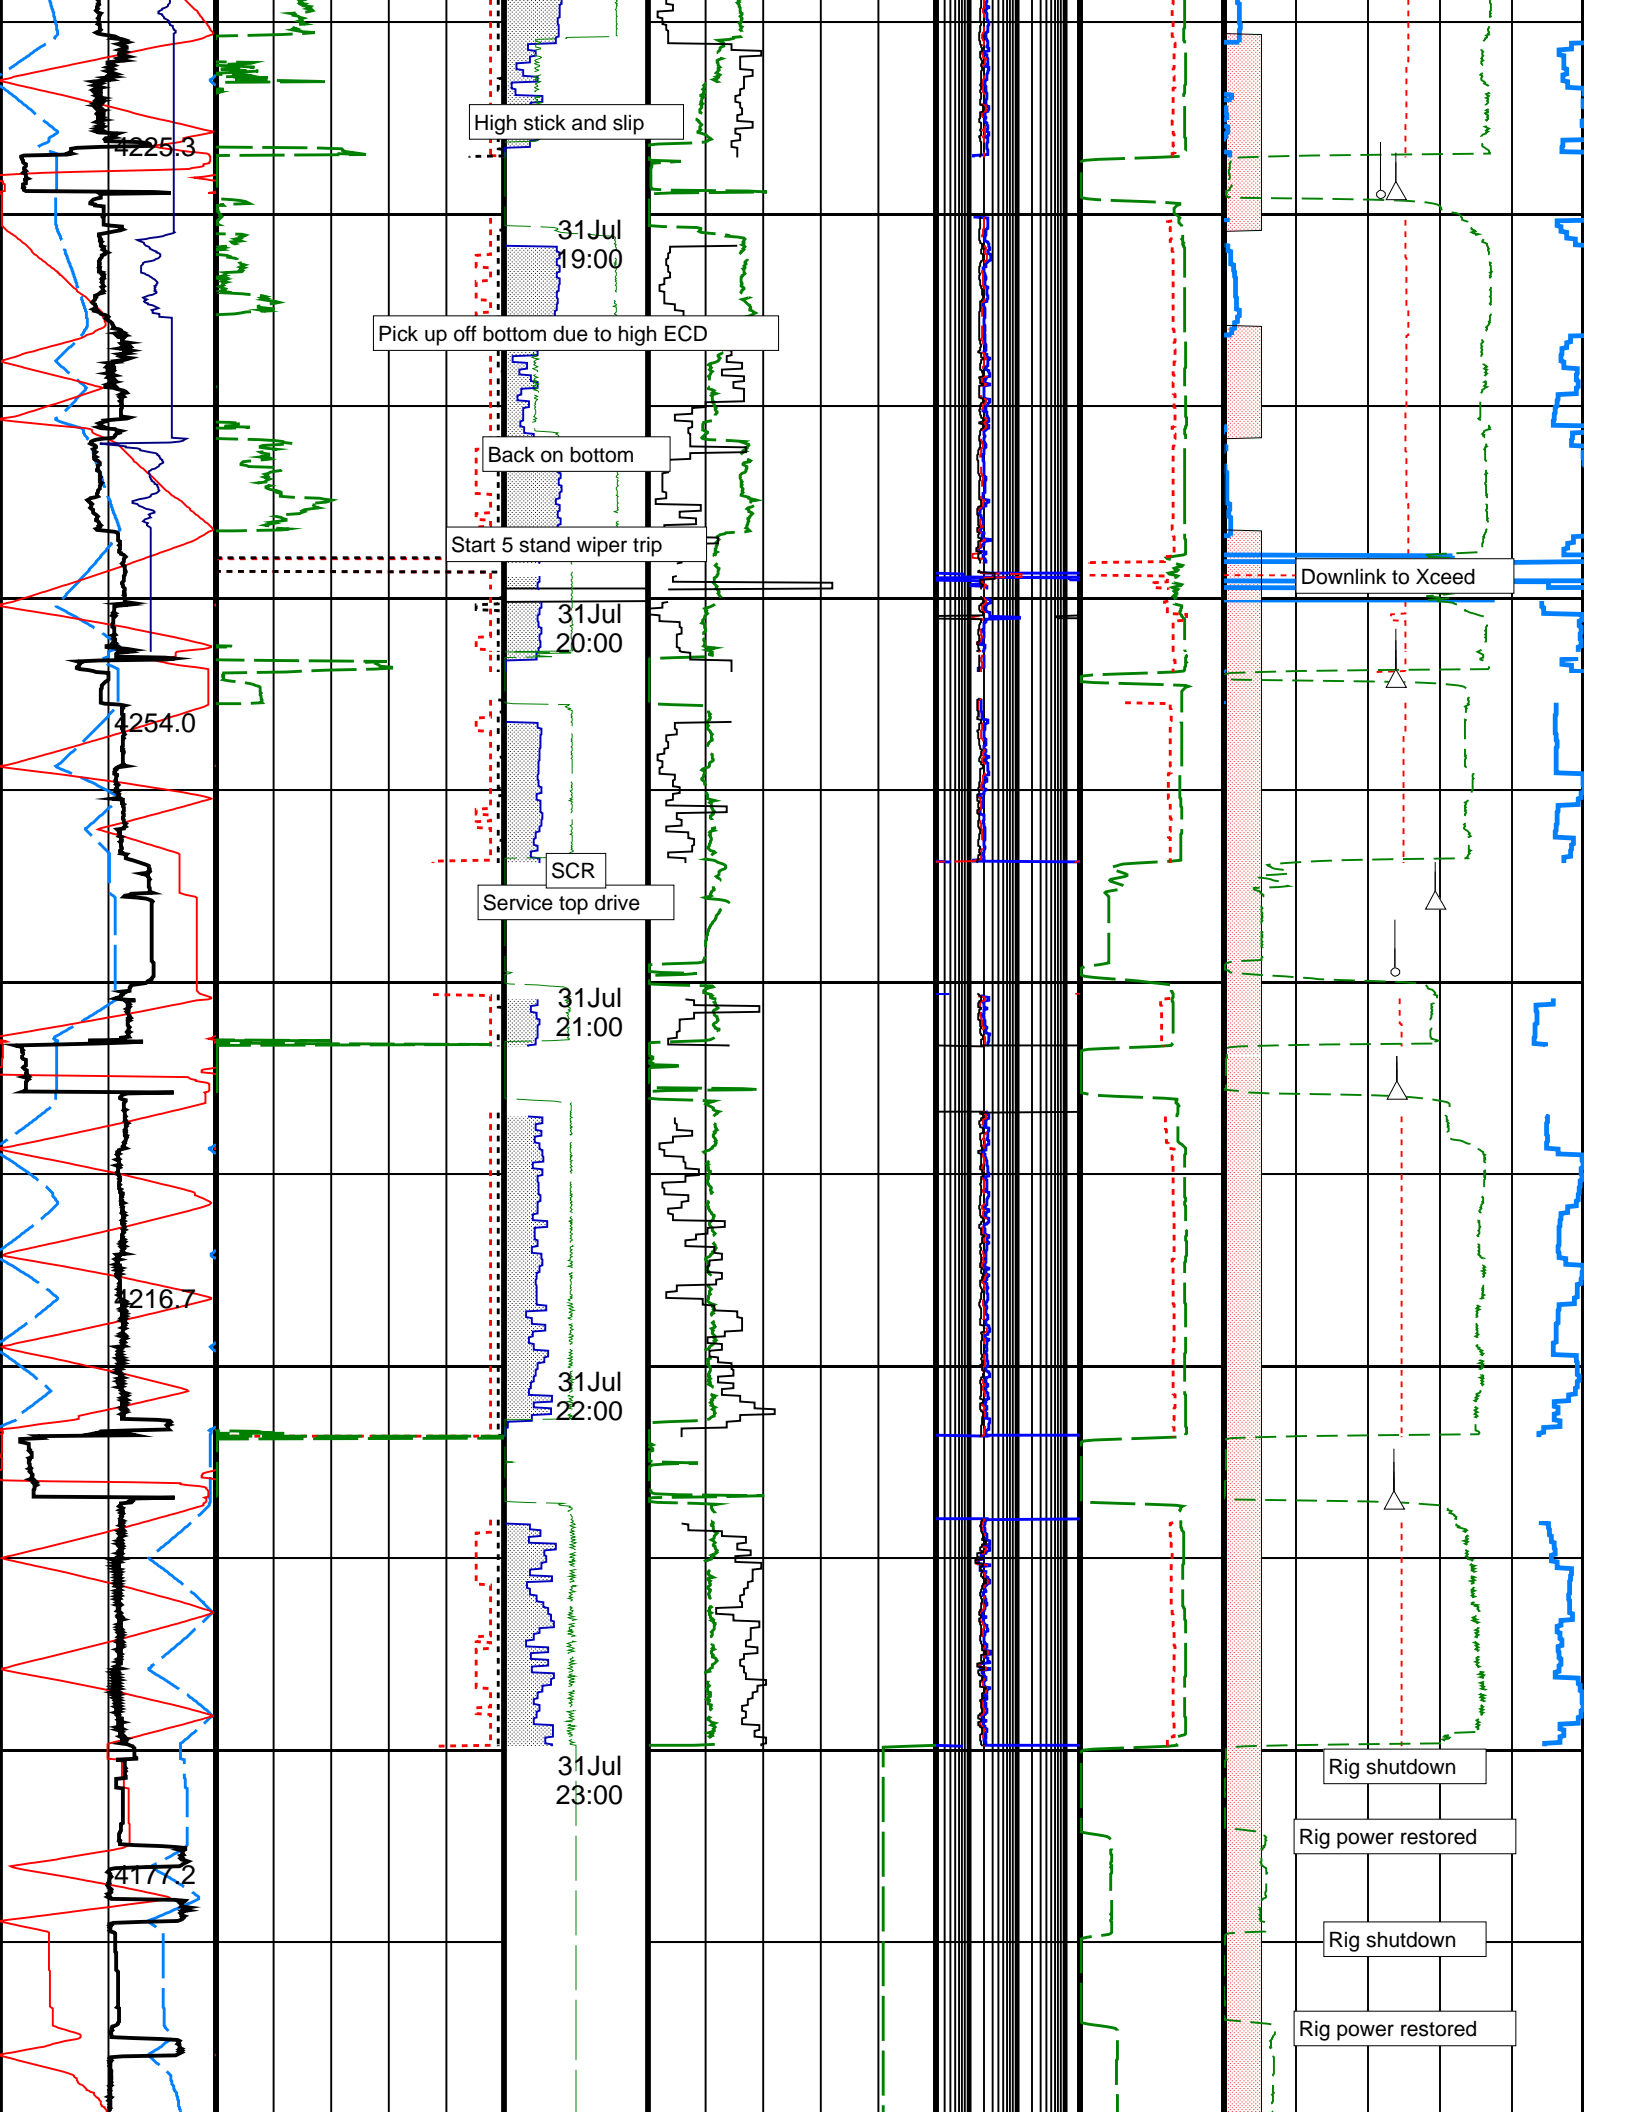 High stick and slip
4225.3
31Jul
19:00
Pick up off bottom due to high ECD
Back on bottom
Start 5 stand wiper trip
Downlink to Xceed
31Jul
20:00
4254.0
SCR
Service top drive
31Jul
21:00
4216.7
31Jul
22:00
Rig shutdown
31Jul
23:00
Rig power restored
4177.2
Rig shutdown
Rig power restored